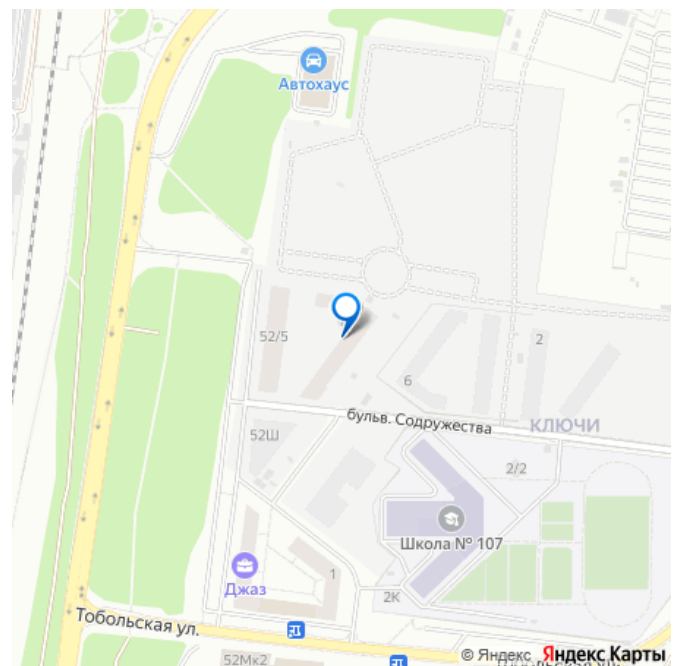 Автохаус
52/5
2
6
бульв. Содружества
КЛЮЧИ
52Ш
2/2
Школа № 107
Джаз
1
2К
Тобольская ул.
52Мк2
© Яндекс Яндекс Карты